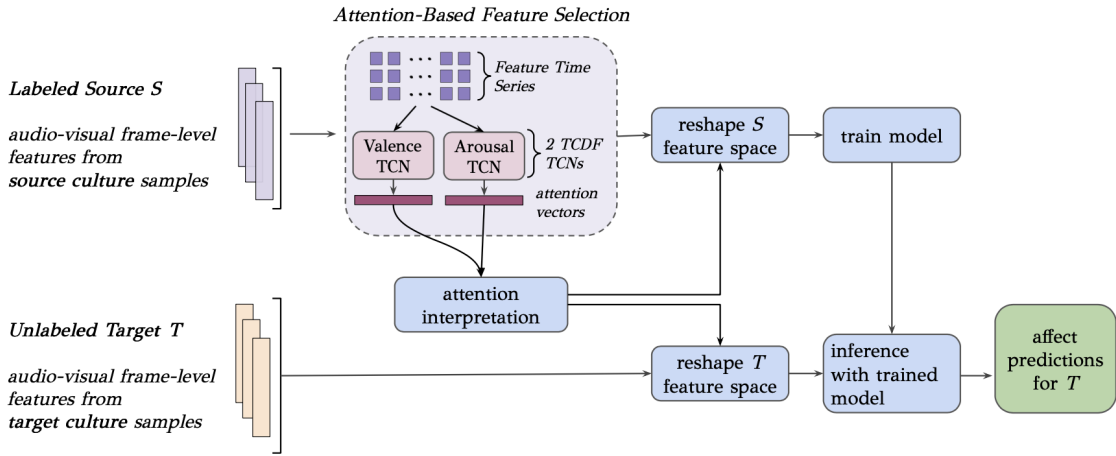 Attention-Based Feature Selection
Labeled Source S
audio-visual frame-level
features from
source culture samples
Feature Time
Series
Valence
TCN
Arousal
TCN
2 TCDF
TCNs
attention
vectors
reshape S
feature space
train model
attention
interpretation
Unlabeled Target T
audio-visual frame-level
features from
target culture samples
reshape T
feature space
inference
with trained
model
affect
predictions
for T